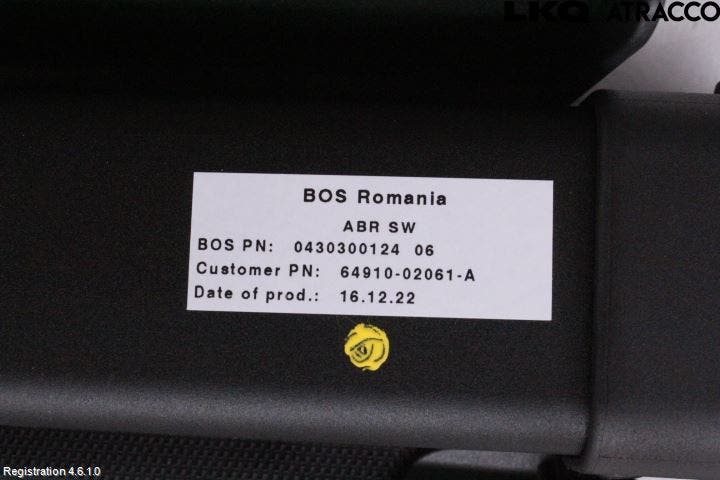 LKQ ATRACCO
BOS Romania
ABR SW
BOS PN: 0430300124 06
Customer PN: 64910-02061-A
Date of prod.: 16.12.22
Registration 4.6.1.0